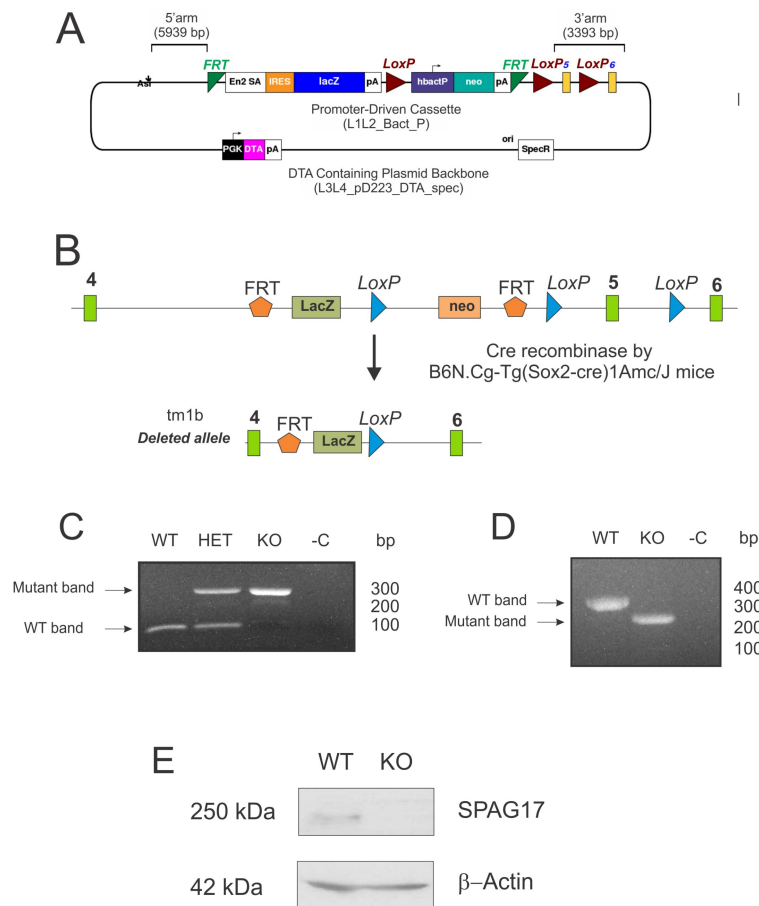 A
5'arm
(5939 bp)
3'arm
(3393 bp)
FRT
LoxP
FRT
LoxP5
LoxP6
AsI
En2 SA
IRES
lacZ
pA
hbactP
neo
pA
Promoter-Driven Cassette
(L1L2_Bact_P)
PGK
DTA
pA
ori
SpecR
DTA Containing Plasmid Backbone
(L3L4_pD223_DTA_spec)
B
4
FRT
LacZ
LoxP
neo
FRT
LoxP
5
LoxP
6
Cre recombinase by
B6N.Cg-Tg(Sox2-cre)1Amc/J mice
tm1b
Deleted allele
4
FRT
LacZ
LoxP
6
C
WT HET KO -C bp
Mutant band
WT band
300
200
100
D
WT KO -C bp
WT band
Mutant band
400
300
200
100
E
WT KO
250 kDa SPAG17
42 kDa β–Actin